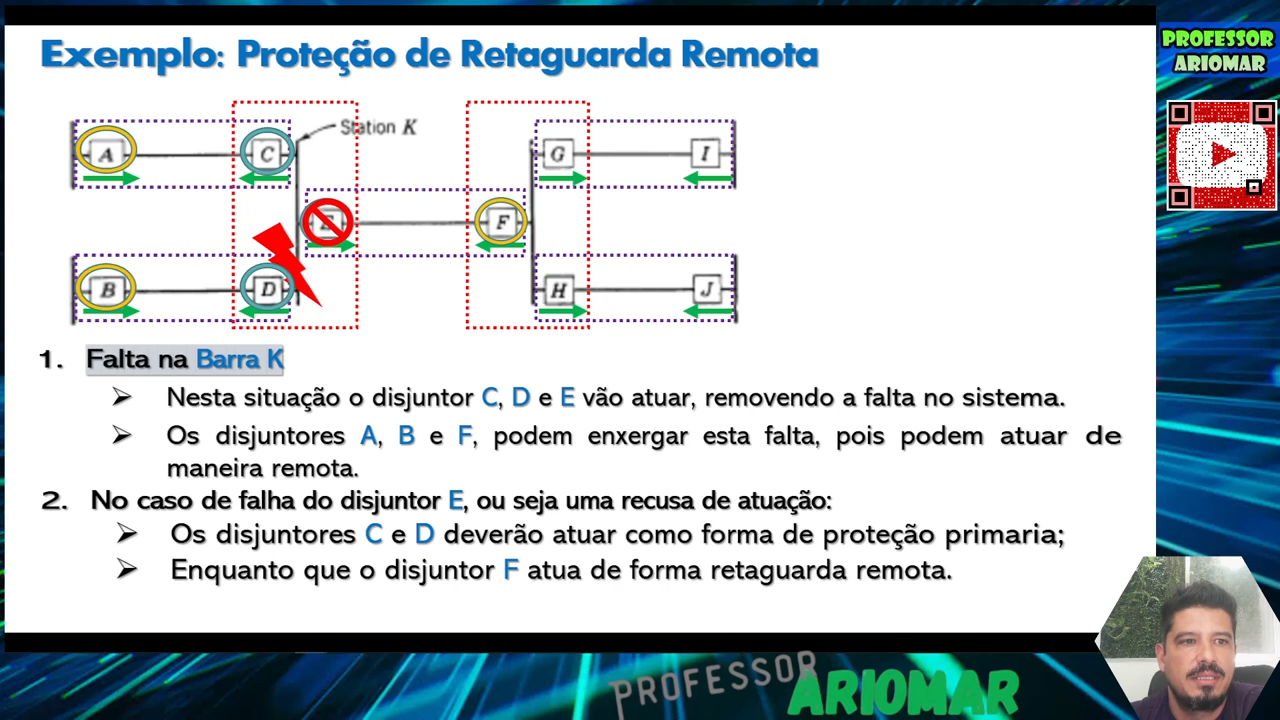 Exemplo: Proteção de Retaguarda Remota
PROFESSOR
ARIOMAR
Station K
A
C
G
I
E
F
B
D
H
J
1. Falta na Barra K
➢ Nesta situação o disjuntor C, D e E vão atuar, removendo a falta no sistema.
➢ Os disjuntores A, B e F, podem enxergar esta falta, pois podem atuar de
maneira remota.
2. No caso de falha do disjuntor E, ou seja uma recusa de atuação:
➢ Os disjuntores C e D deverão atuar como forma de proteção primaria;
➢ Enquanto que o disjuntor F atua de forma retaguarda remota.
PROFESSOR
ARIOMAR